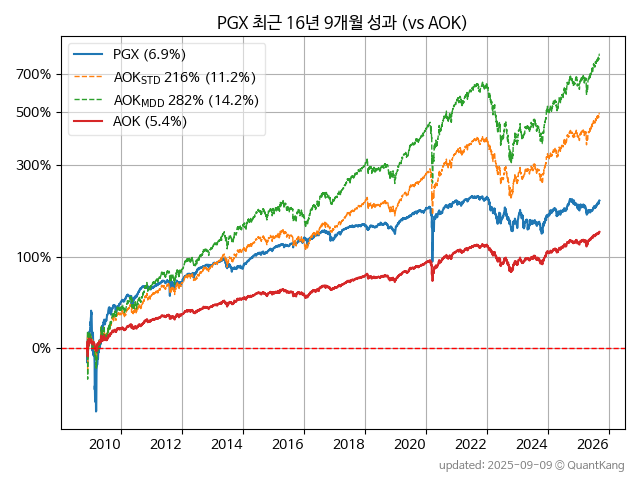 PGX 최근 16년 9개월 성과 (vs AOK)
PGX (6.9%)
AOK_STD 216% (11.2%)
AOK_MDD 282% (14.2%)
AOK (5.4%)
700%
500%
300%
100%
0%
2010 2012 2014 2016 2018 2020 2022 2024 2026
updated: 2025-09-09 © QuantKang